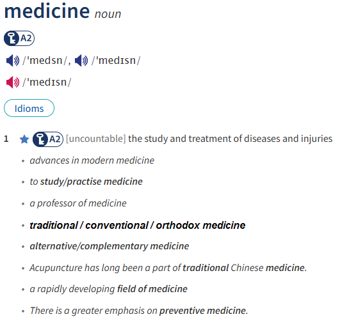 medicine noun
A2
/ˈmedsn/, /ˈmedɪsn/
/ˈmedɪsn/
Idioms
1 A2 [uncountable] the study and treatment of diseases and injuries
• advances in modern medicine
• to study/practise medicine
• a professor of medicine
• traditional / conventional / orthodox medicine
• alternative/complementary medicine
• Acupuncture has long been a part of traditional Chinese medicine.
• a rapidly developing field of medicine
• There is a greater emphasis on preventive medicine.